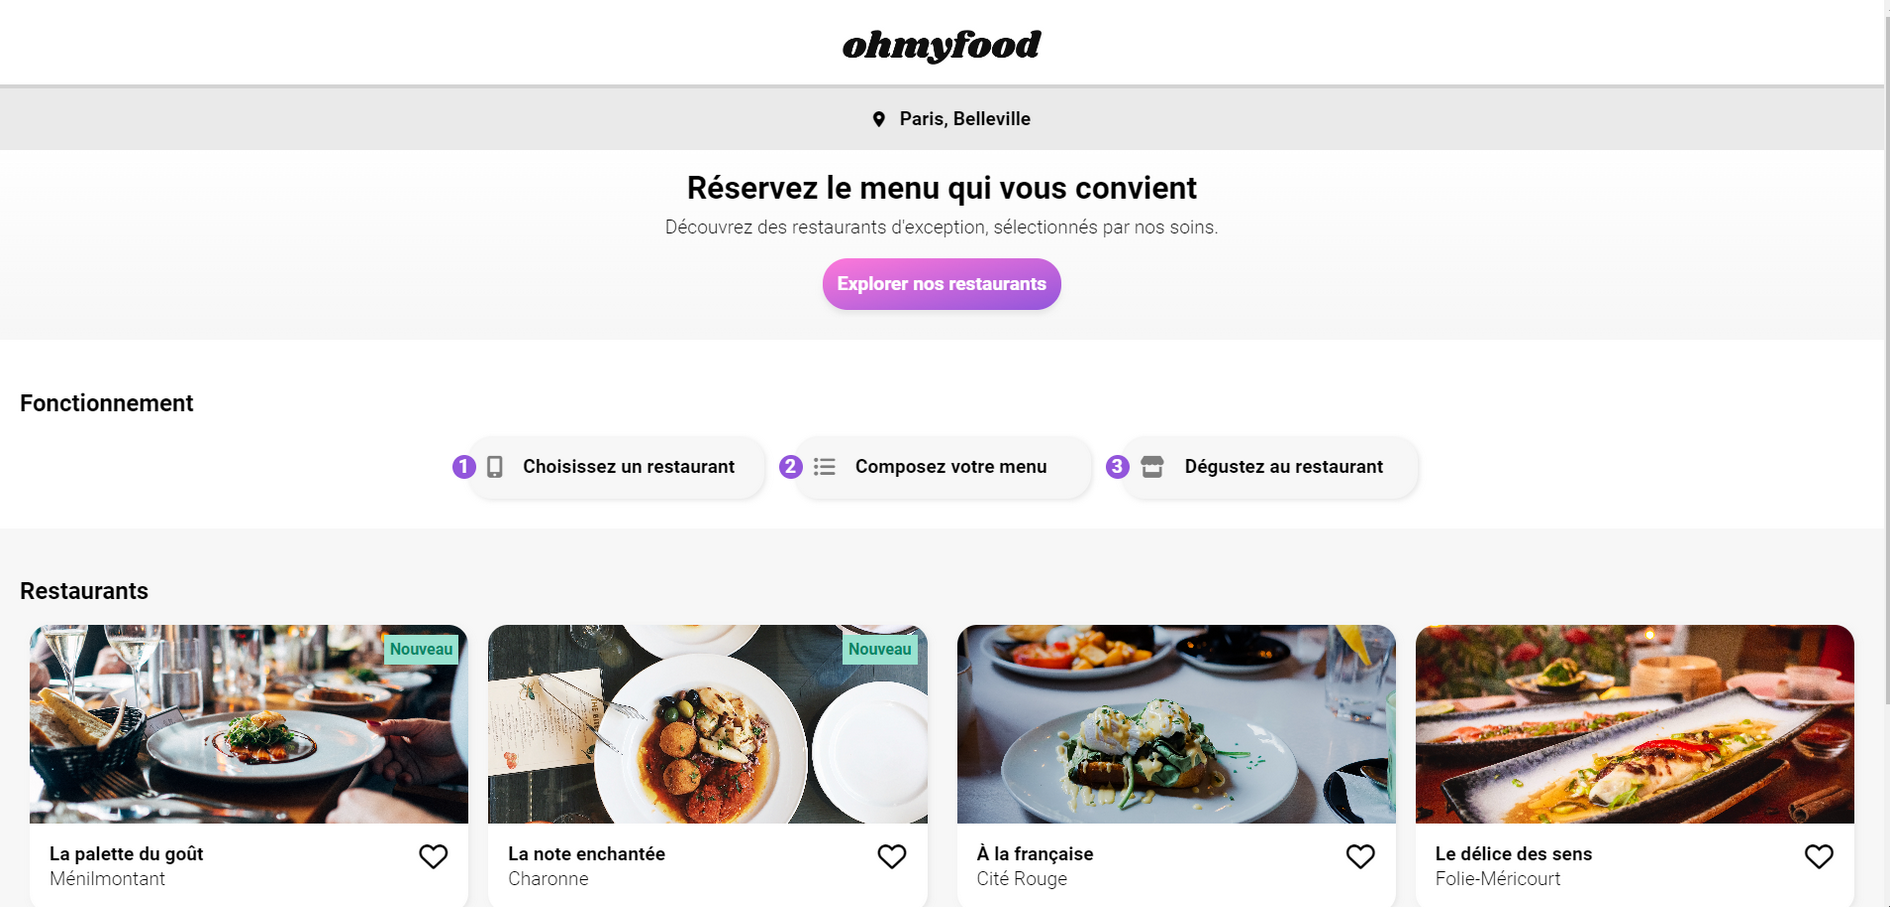 ohmyfood
Paris, Belleville
Réservez le menu qui vous convient
Découvrez des restaurants d'exception, sélectionnés par nos soins.
Explorer nos restaurants
Fonctionnement
1 Choisissez un restaurant
2 Composez votre menu
3 Dégustez au restaurant
Restaurants
Nouveau
Nouveau
La palette du goût
Ménilmontant
La note enchantée
Charonne
À la française
Cité Rouge
Le délice des sens
Folie-Méricourt